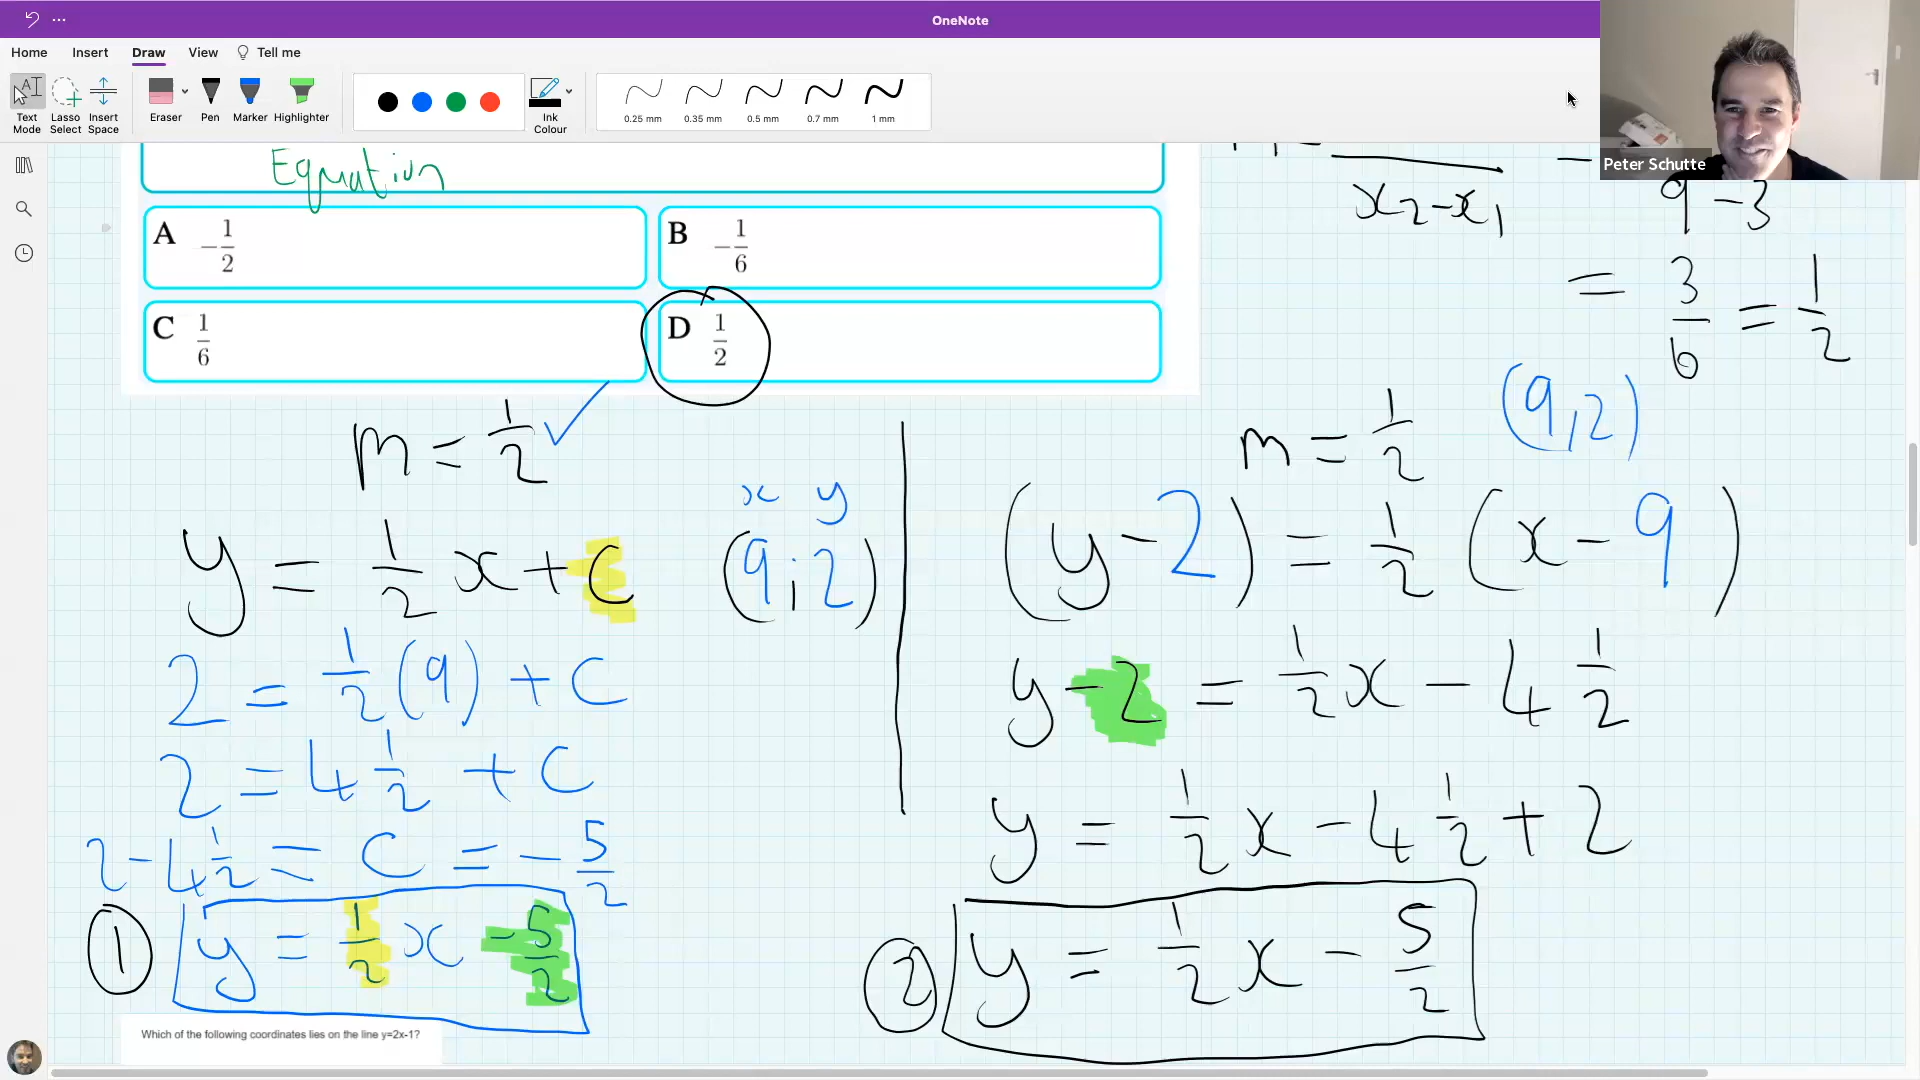 OneNote
Home Insert Draw View Tell me
Text Mode Lasso Select Insert Space Eraser Pen Marker Highlighter Ink Colour 0.25 mm 0.35 mm 0.5 mm 0.7 mm 1 mm
Peter Schutte
Equation
x₂-x₁
9-3
A -1/2
B -1/6
= 3/6 = 1/2
C 1/6
D 1/2
m = 1/2 ✓
x y
y = 1/2 x + c (9;2)
2 = 1/2 (9) + c
2 = 4 1/2 + c
2 - 4 1/2 = c = -5/2
1 y = 1/2 x - 5/2
m = 1/2 (9,2)
(y-2) = 1/2 (x-9)
y-2 = 1/2 x - 4 1/2
y = 1/2 x - 4 1/2 + 2
2 y = 1/2 x - 5/2
Which of the following coordinates lies on the line y=2x-1?